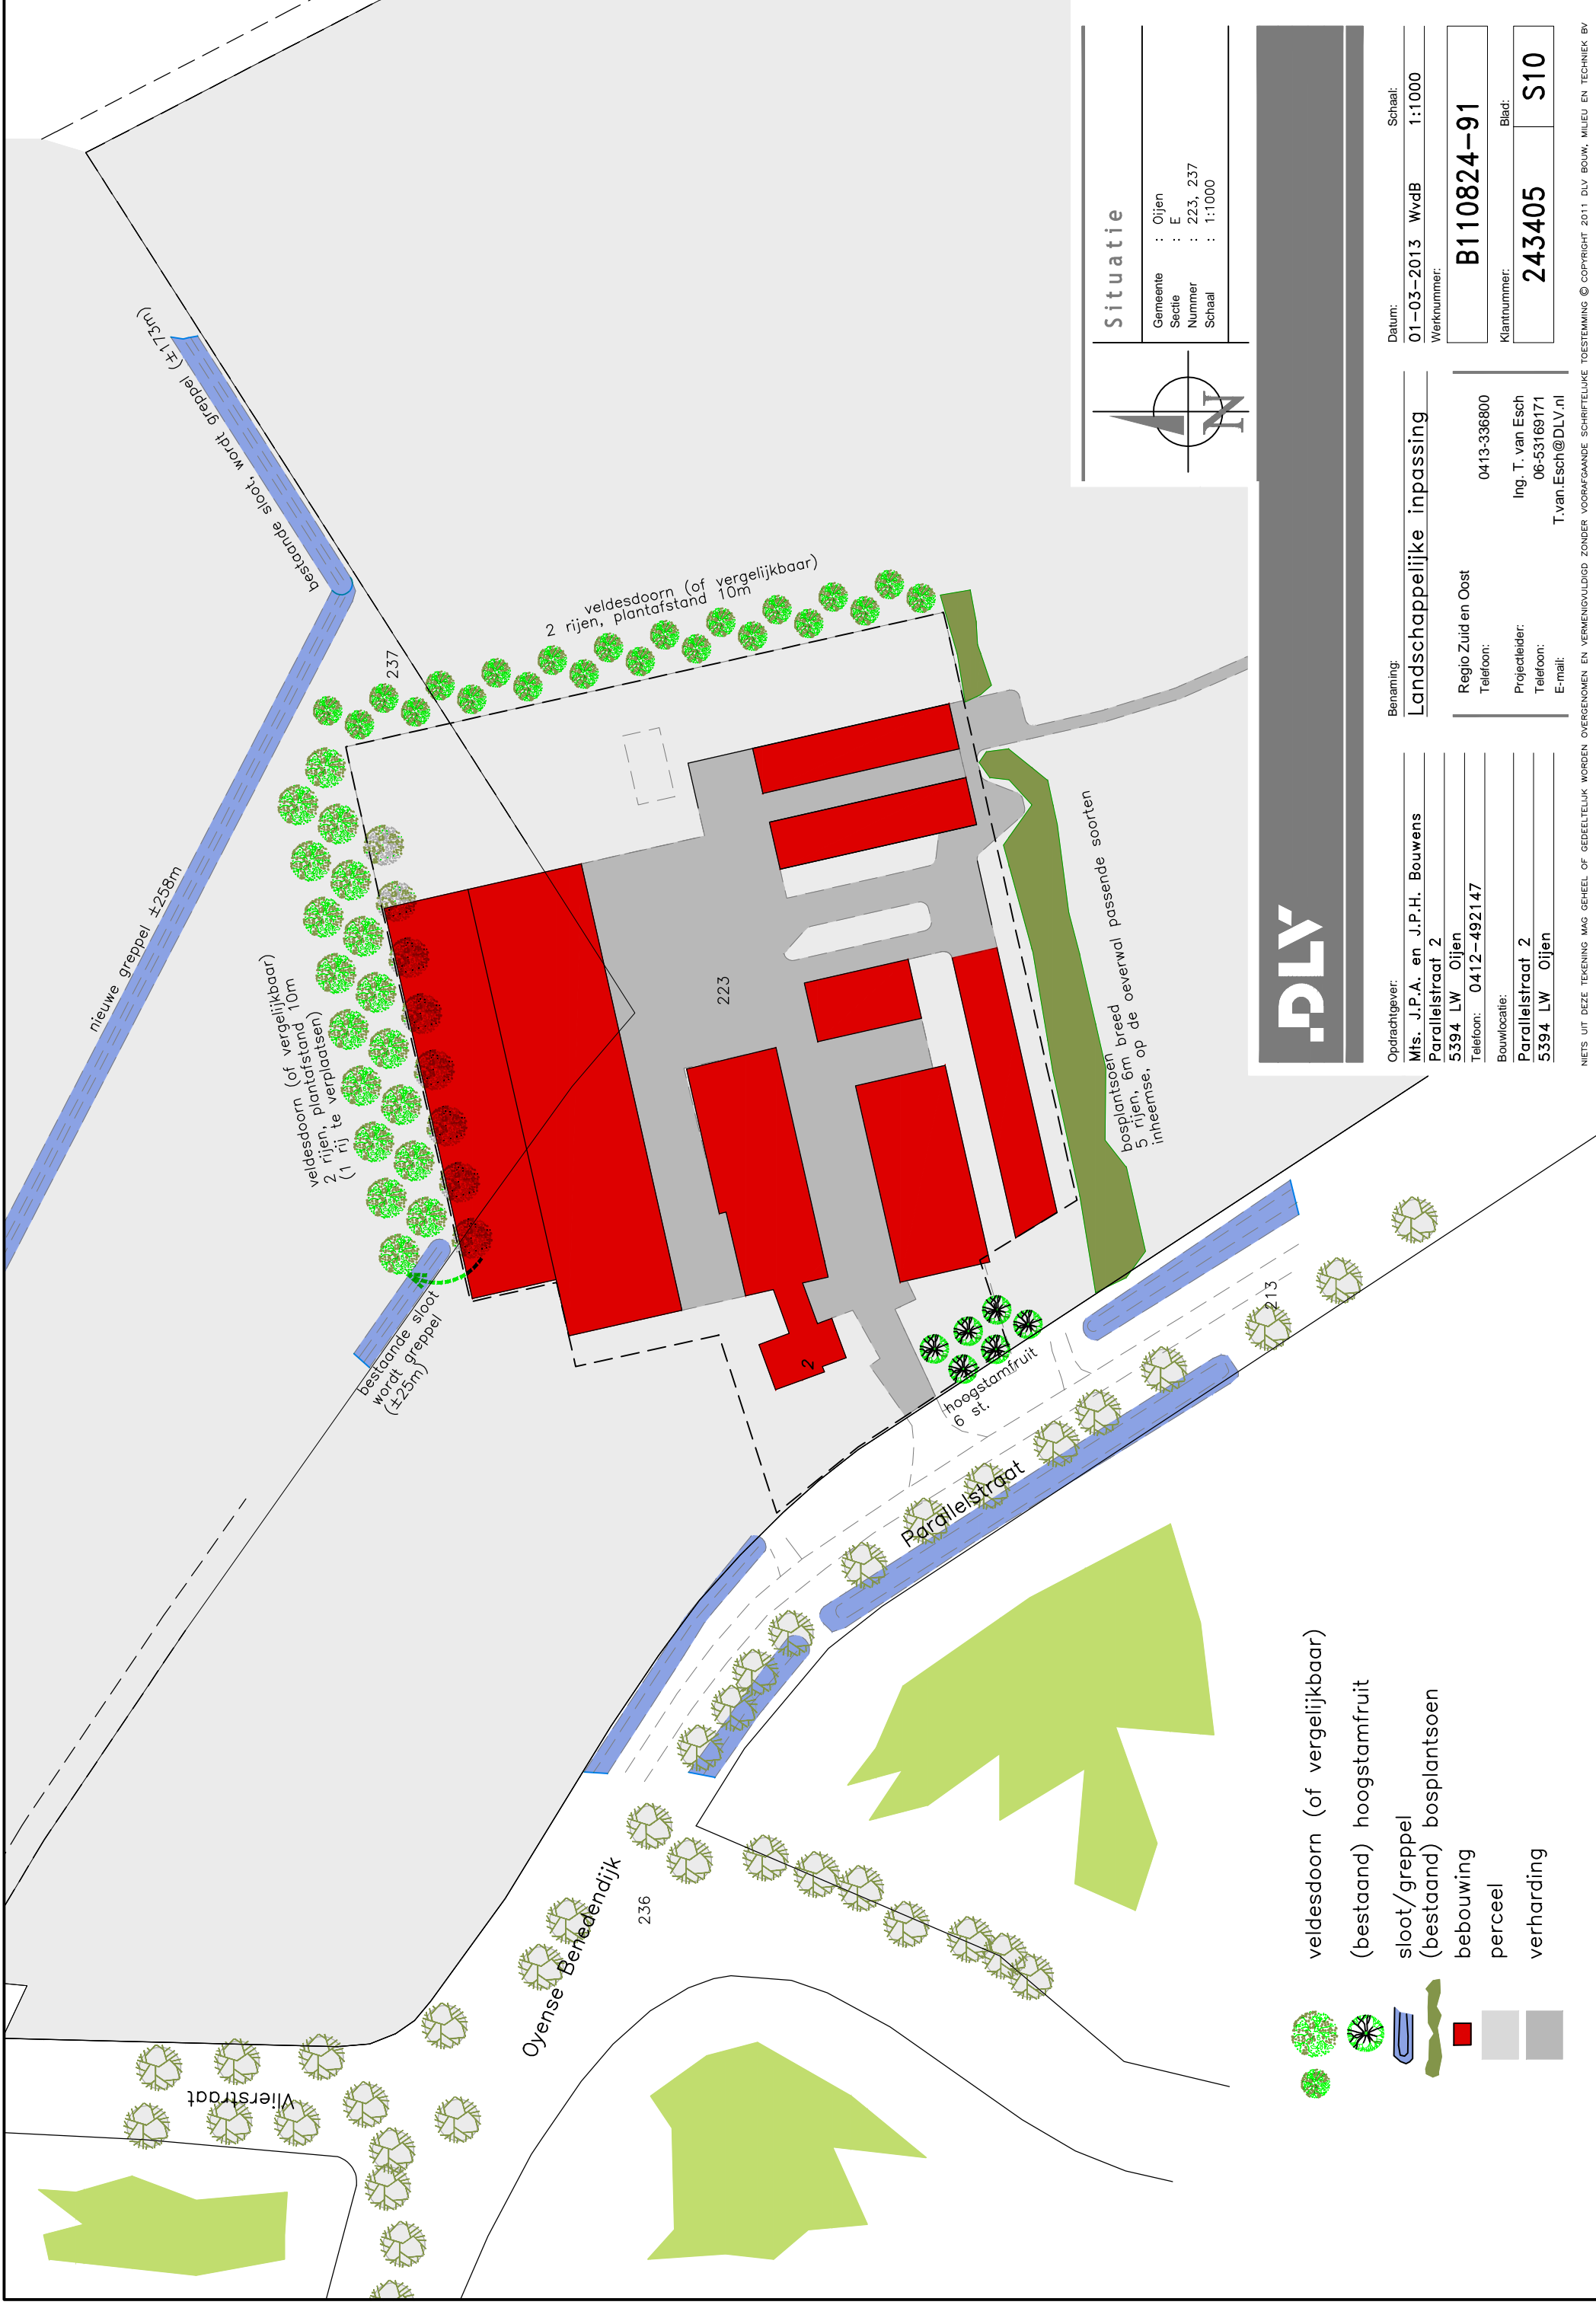 nieuwe greppel ±258m
bestaande sloot, wordt greppel (±173m)
237
veldesdoorn (of vergelijkbaar)
2 rijen, plantafstand 10m
veldesdoorn (of vergelijkbaar)
2 rijen, plantafstand 10m
(1 rij te verplaatsen)
223
bestaande sloot
wordt greppel
(±25m)
2
bosplantsoen
5 rijen, 6m breed
inheemse, op de oeverwal passende soorten
hoogstamfruit
6 st.
213
Parallelstraat
Oyense Benedendijk
236
Vlierstraat
veldesdoorn (of vergelijkbaar)
(bestaand) hoogstamfruit
sloot/greppel
(bestaand) bosplantsoen
bebouwing
perceel
verharding
N
Situatie
Gemeente : Oijen
Sectie : E
Nummer : 223, 237
Schaal : 1:1000
DLV
Opdrachtgever:
Mts. J.P.A. en J.P.H. Bouwens
Parallelstraat 2
5394 LW Oijen
Telefoon: 0412-492147
Bouwlocatie:
Parallelstraat 2
5394 LW Oijen
Benaming:
Landschappelijke inpassing
Regio Zuid en Oost
Telefoon: 0413-336800
Projectleider: Ing. T. van Esch
Telefoon: 06-53169171
E-mail: T.van.Esch@DLV.nl
Datum: Schaal:
01-03-2013 WvdB 1:1000
Werknummer:
B110824-91
Klantnummer: Blad:
243405 S10
NIETS UIT DEZE TEKENING MAG GEHEEL OF GEDEELTELIJK WORDEN OVERGENOMEN EN VERMENIGVULDIGD ZONDER VOORAFGAANDE SCHRIFTELIJKE TOESTEMMING © COPYRIGHT 2011 DLV BOUW, MILIEU EN TECHNIEK BV